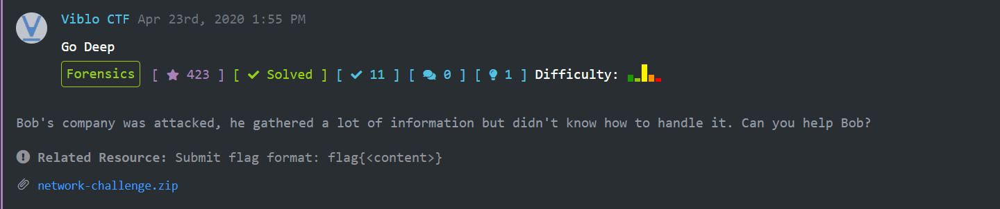 Viblo CTF Apr 23rd, 2020 1:55 PM
Go Deep
Forensics [ 423 ] [ Solved ] [ 11 ] [ 0 ] [ 1 ] Difficulty:
Bob's company was attacked, he gathered a lot of information but didn't know how to handle it. Can you help Bob?
Related Resource: Submit flag format: flag{<content>}
network-challenge.zip